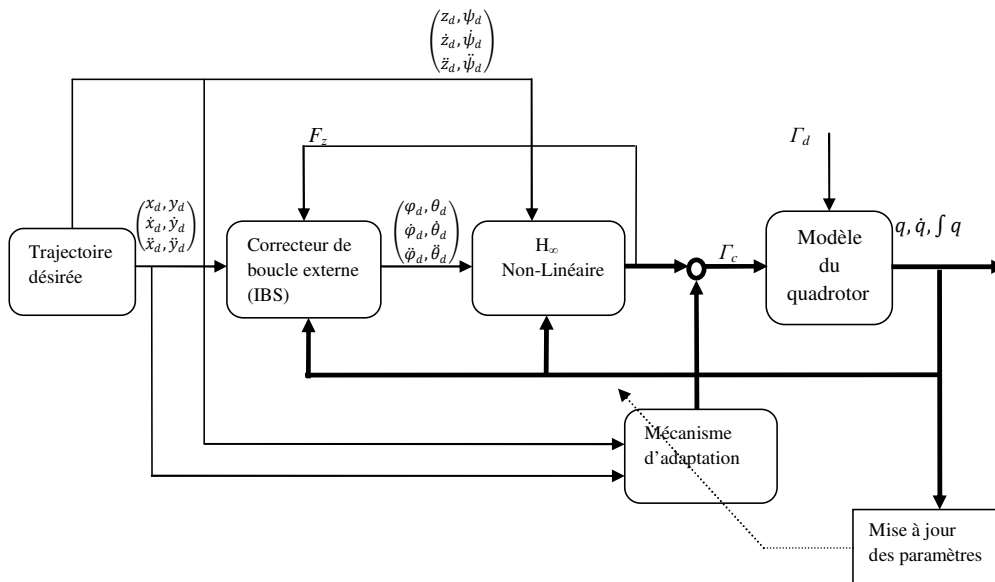 z_d, ψ_d
ż_d, ψ̇_d
z̈_d, ψ̈_d
F_z
Γ_d
x_d, y_d
ẋ_d, ẏ_d
ẍ_d, ÿ_d
φ_d, θ_d
φ̇_d, θ̇_d
φ̈_d, θ̈_d
Trajectoire
désirée
Correcteur de
boucle externe
(IBS)
H∞
Non-Linéaire
Γ_c
Modèle
du
quadrotor
q, q̇, ∫ q
Mécanisme
d'adaptation
Mise à jour
des paramètres